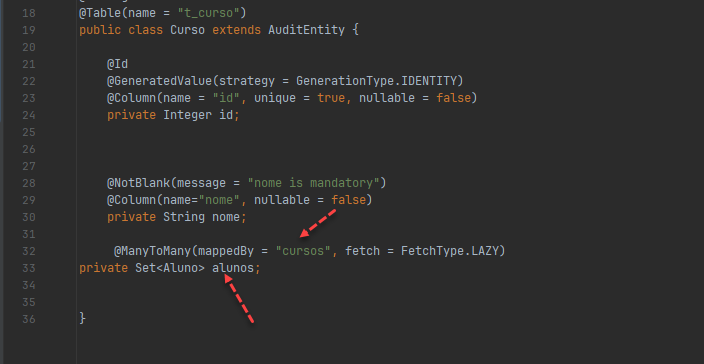 18 @Table(name = "t_curso")
19 public class Curso extends AuditEntity {
20
21 @Id
22 @GeneratedValue(strategy = GenerationType.IDENTITY)
23 @Column(name = "id", unique = true, nullable = false)
24 private Integer id;
25
26
27
28 @NotBlank(message = "nome is mandatory")
29 @Column(name="nome", nullable = false)
30 private String nome;
31
32 @ManyToMany(mappedBy = "cursos", fetch = FetchType.LAZY)
33 private Set<Aluno> alunos;
34
35
36 }